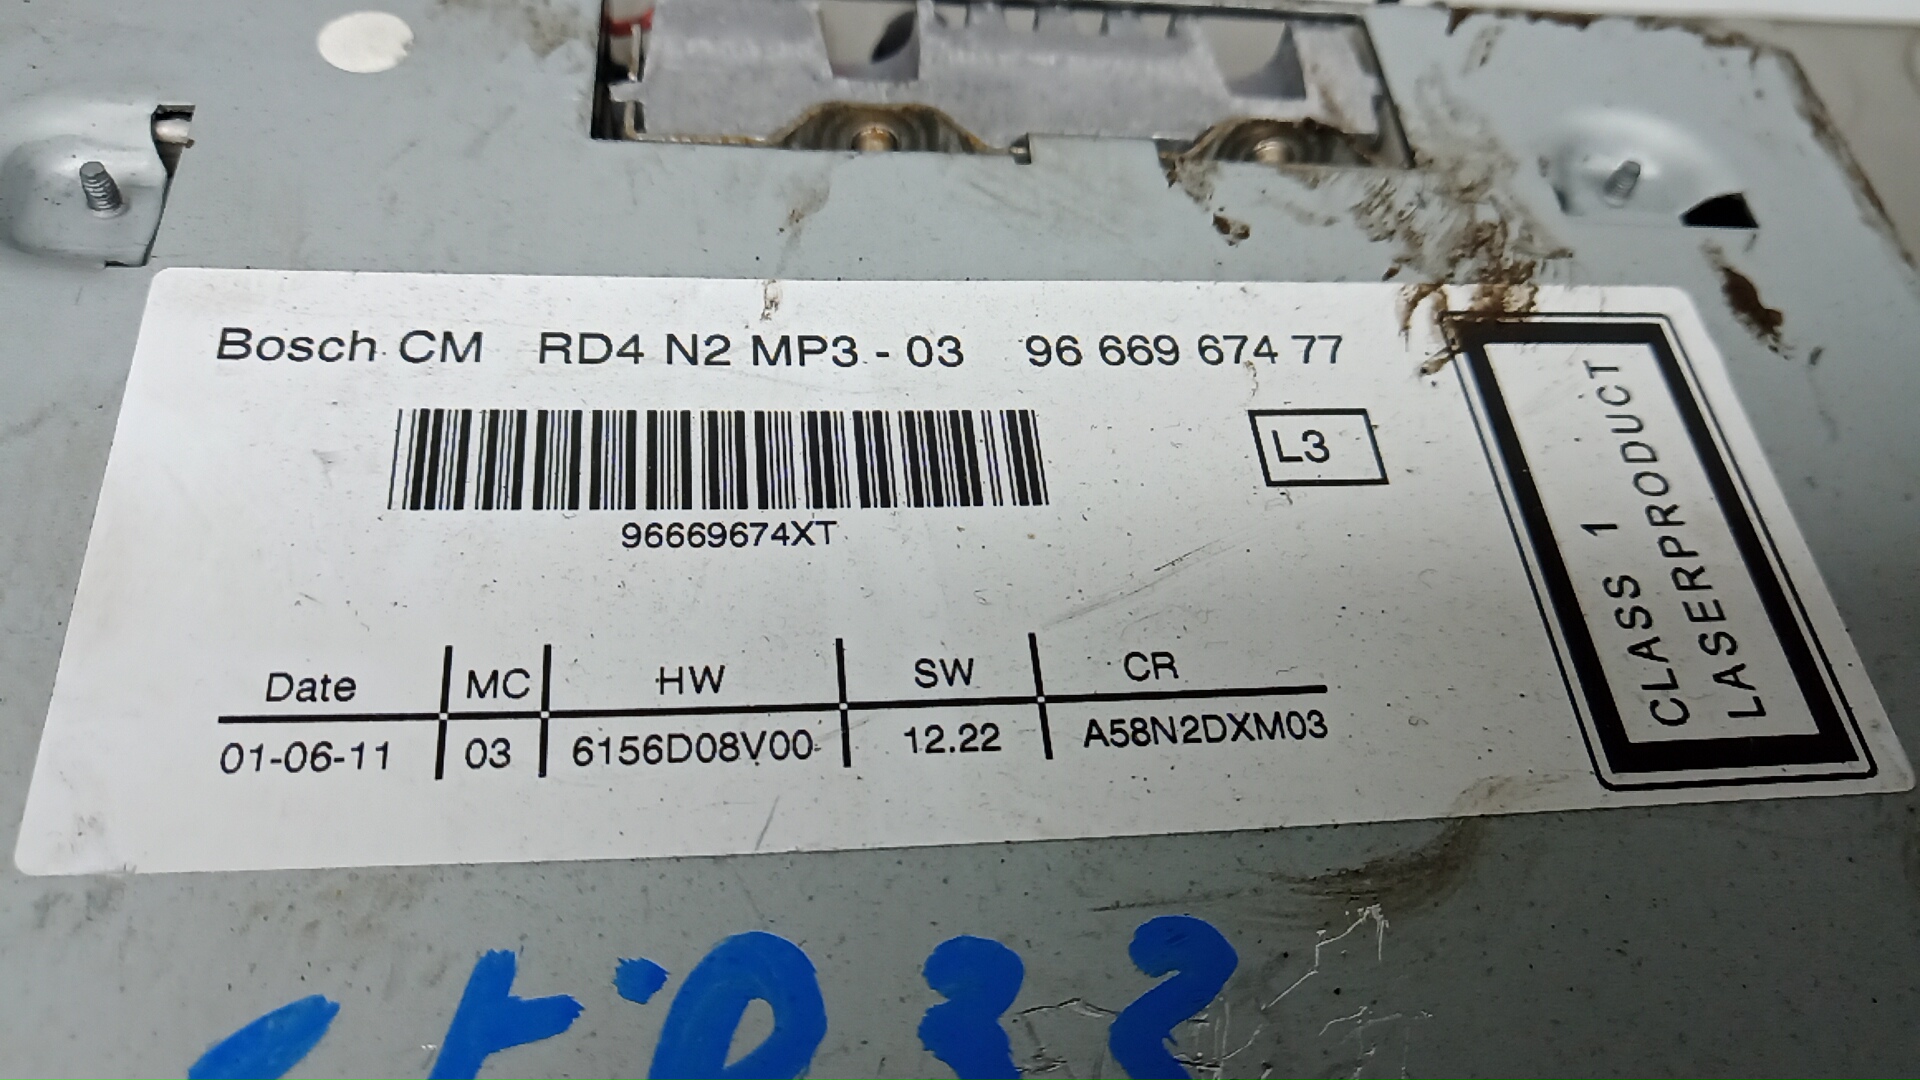 Bosch CM RD4 N2 MP3 - 03 96 669 674 77
L3
96669674XT
Date MC HW SW CR
01-06-11 03 6156D08V00 12.22 A58N2DXM03
CLASS 1
LASERPRODUCT